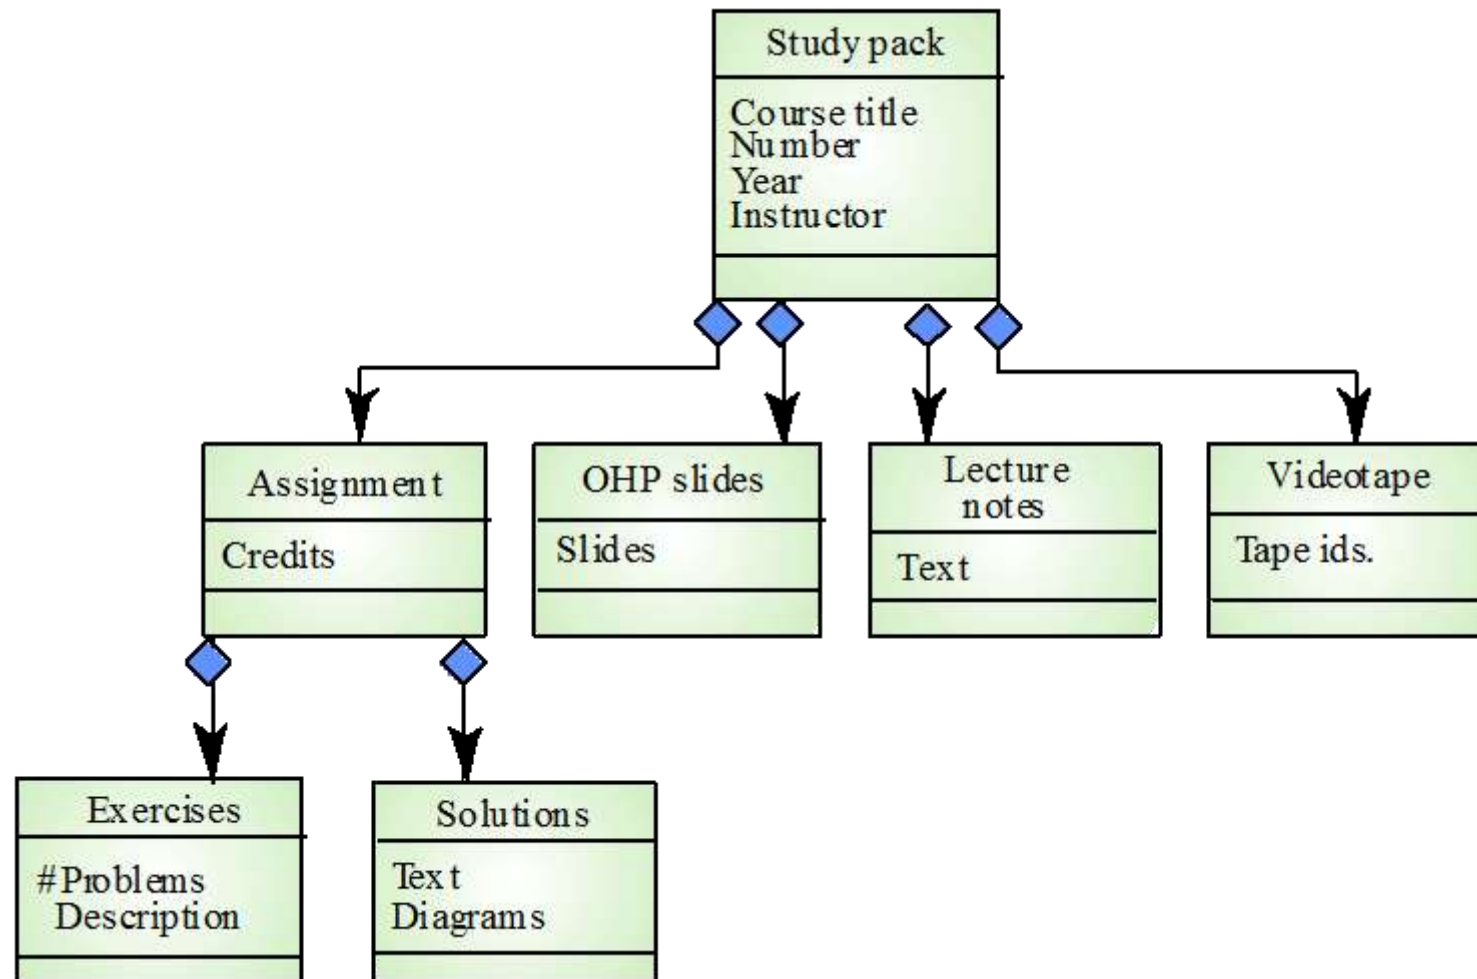 Study pack
Course title
Number
Year
Instructor
Assignment
Credits
OHP slides
Slides
Lecture
notes
Text
Videotape
Tape ids.
Exercises
#Problems
Description
Solutions
Text
Diagrams